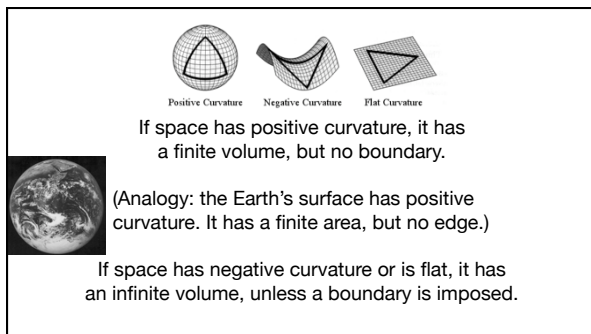 Positive Curvature Negative Curvature Flat Curvature
If space has positive curvature, it has
a finite volume, but no boundary.
(Analogy: the Earth’s surface has positive
curvature. It has a finite area, but no edge.)
If space has negative curvature or is flat, it has
an infinite volume, unless a boundary is imposed.